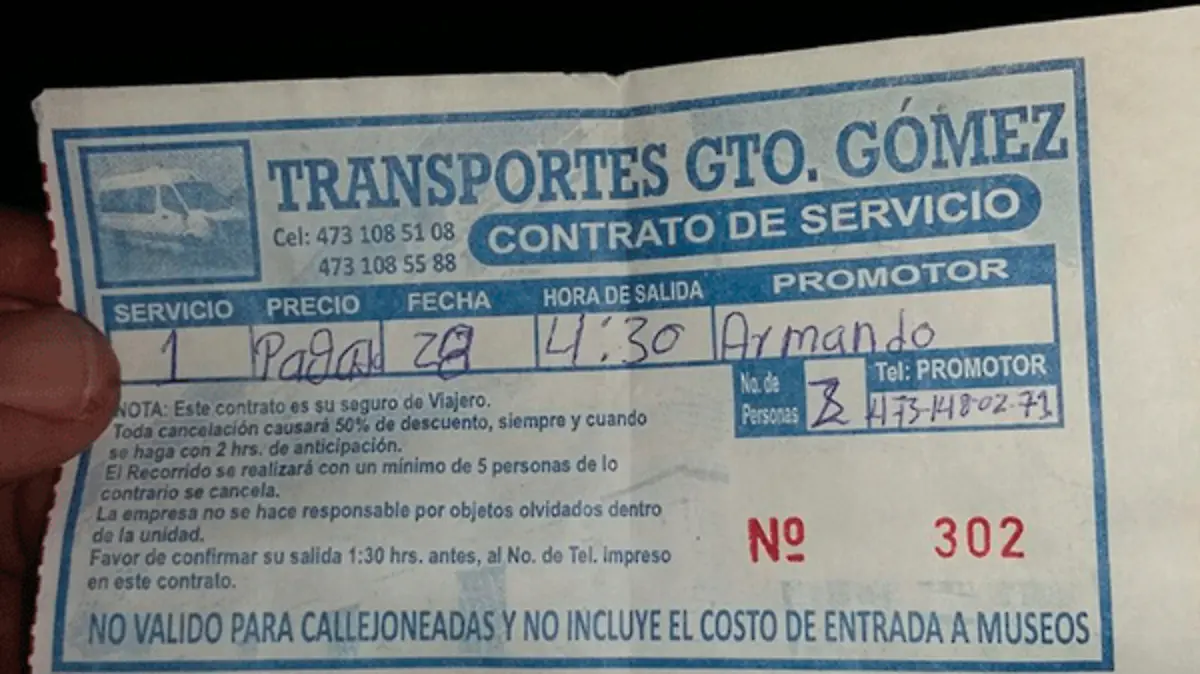 TRANSPORTES GTO. GÓMEZ
Cel: 473 108 51 08
473 108 55 88
CONTRATO DE SERVICIO
SERVICIO PRECIO FECHA HORA DE SALIDA PROMOTOR
1 28 4:30 Armando
No. de Personas Tel: PROMOTOR
473-148-02-71
NOTA: Este contrato es su seguro de Viajero.
Toda cancelación causará 50% de descuento, siempre y cuando
se haga con 2 hrs. de anticipación.
El Recorrido se realizará con un mínimo de 5 personas de lo
contrario se cancela.
La empresa no se hace responsable por objetos olvidados dentro
de la unidad.
Favor de confirmar su salida 1:30 hrs. antes, al No. de Tel. impreso
en este contrato.
Nº 302
NO VALIDO PARA CALLEJONEADAS Y NO INCLUYE EL COSTO DE ENTRADA A MUSEOS